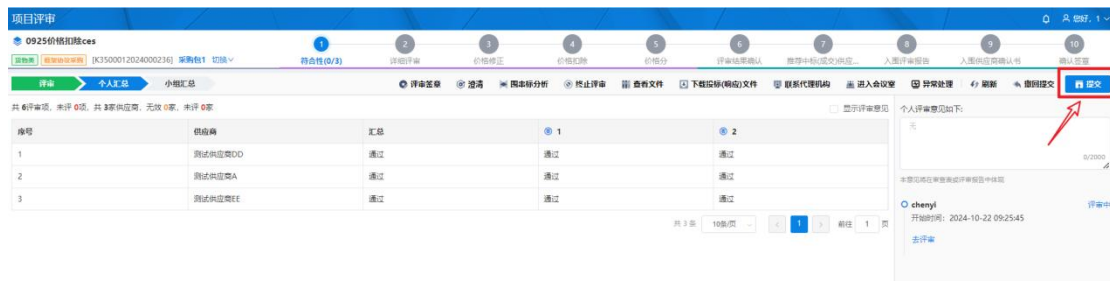 项目评审
您好，1
0925价格扣除ces
货物类 框架协议采购 [K3500012024000236] 采购包1 切换
1 2 3 4 5 6 7 8 9 10
符合性(0/3) 详细评审 价格修正 价格扣除 价格分 评审结果确认 推荐中标(成交)供应... 入围评审报告 入围供应商确认书 确认签章
评审 个人汇总 小组汇总
评审签章 澄清 围串标分析 终止评审 查看文件 下载投标(响应)文件 联系代理机构 进入会议室 异常处理 刷新 撤回提交 提交
共 6评审项，未评 0项，共 3家供应商，无效 0家，未评 0家
显示评审意见
个人评审意见如下：
序号 供应商 汇总 1 2
1 测试供应商DD 通过 通过 通过
2 测试供应商A 通过 通过 通过
3 测试供应商EE 通过 通过 通过
共 3 条 10条/页 1 前往 1 页
无
0/2000
chenyi 评审中
开始时间：2024-10-22 09:25:45
去评审